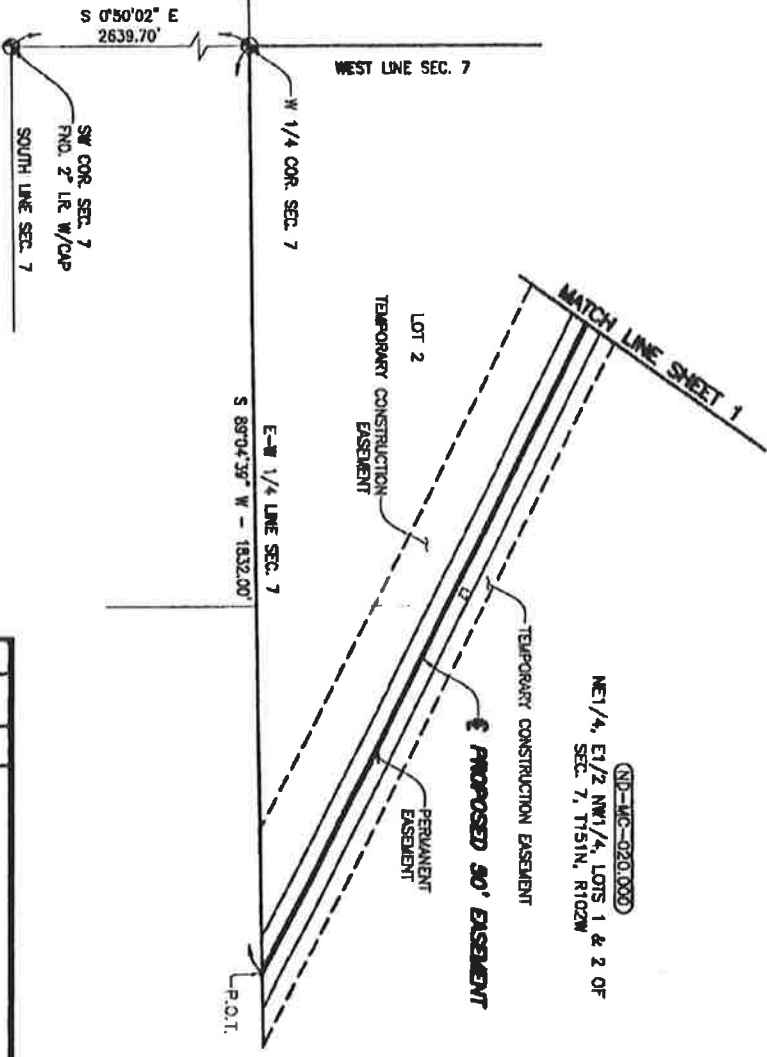 S 0°50'02" E
2639.70'
WEST LINE SEC. 7
W 1/4 COR. SEC. 7
SW COR. SEC. 7
FND. 2" I.R. W/CAP
SOUTH LINE SEC. 7
MATCH LINE SHEET 1
LOT 2
TEMPORARY CONSTRUCTION
EASEMENT
E-W 1/4 LINE SEC. 7
S 89°04'39" W - 1832.00'
TEMPORARY CONSTRUCTION EASEMENT
℄ PROPOSED 30' EASEMENT
PERMANENT
EASEMENT
P.O.T.
ND-MC-020.000
NE1/4, E1/2 NW1/4, LOTS 1 & 2 OF
SEC. 7, T151N, R102W